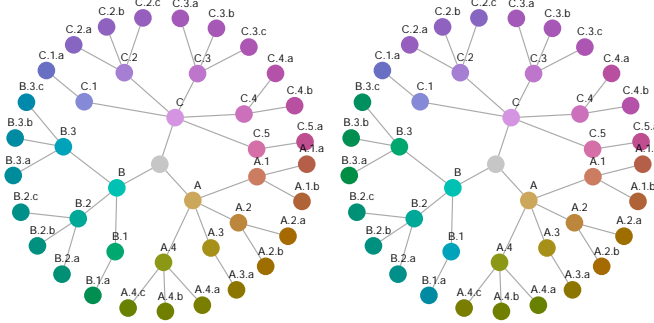 C.2.c C.3.a
C.2.b C.3.b
C.2.a C.3.c
C.1.a C.2 C.3 C.4.a
B.3.c C.1 C C.4 C.4.b
B.3.b B.3 C.5 C.5.a
B.3.a A.1 A.1.a
B A A.1.b
B.2.c B.2 A.2 A.2.a
B.2.b B.1 A.4 A.3 A.2.b
B.2.a
B.1.a A.4.c A.4.b A.4.a A.3.a
C.2.c C.3.a
C.2.b C.3.b
C.2.a C.3.c
C.1.a C.2 C.3 C.4.a
B.3.c C.1 C C.4 C.4.b
B.3.b B.3 C.5 C.5.
B.3.a A.1 A.1.a
B A A.1.b
B.2.c B.2 A.2 A.2.a
B.2.b B.1 A.4 A.3 A.2.b
B.2.a
B.1.a A.4.c A.4.b A.4.a A.3.a